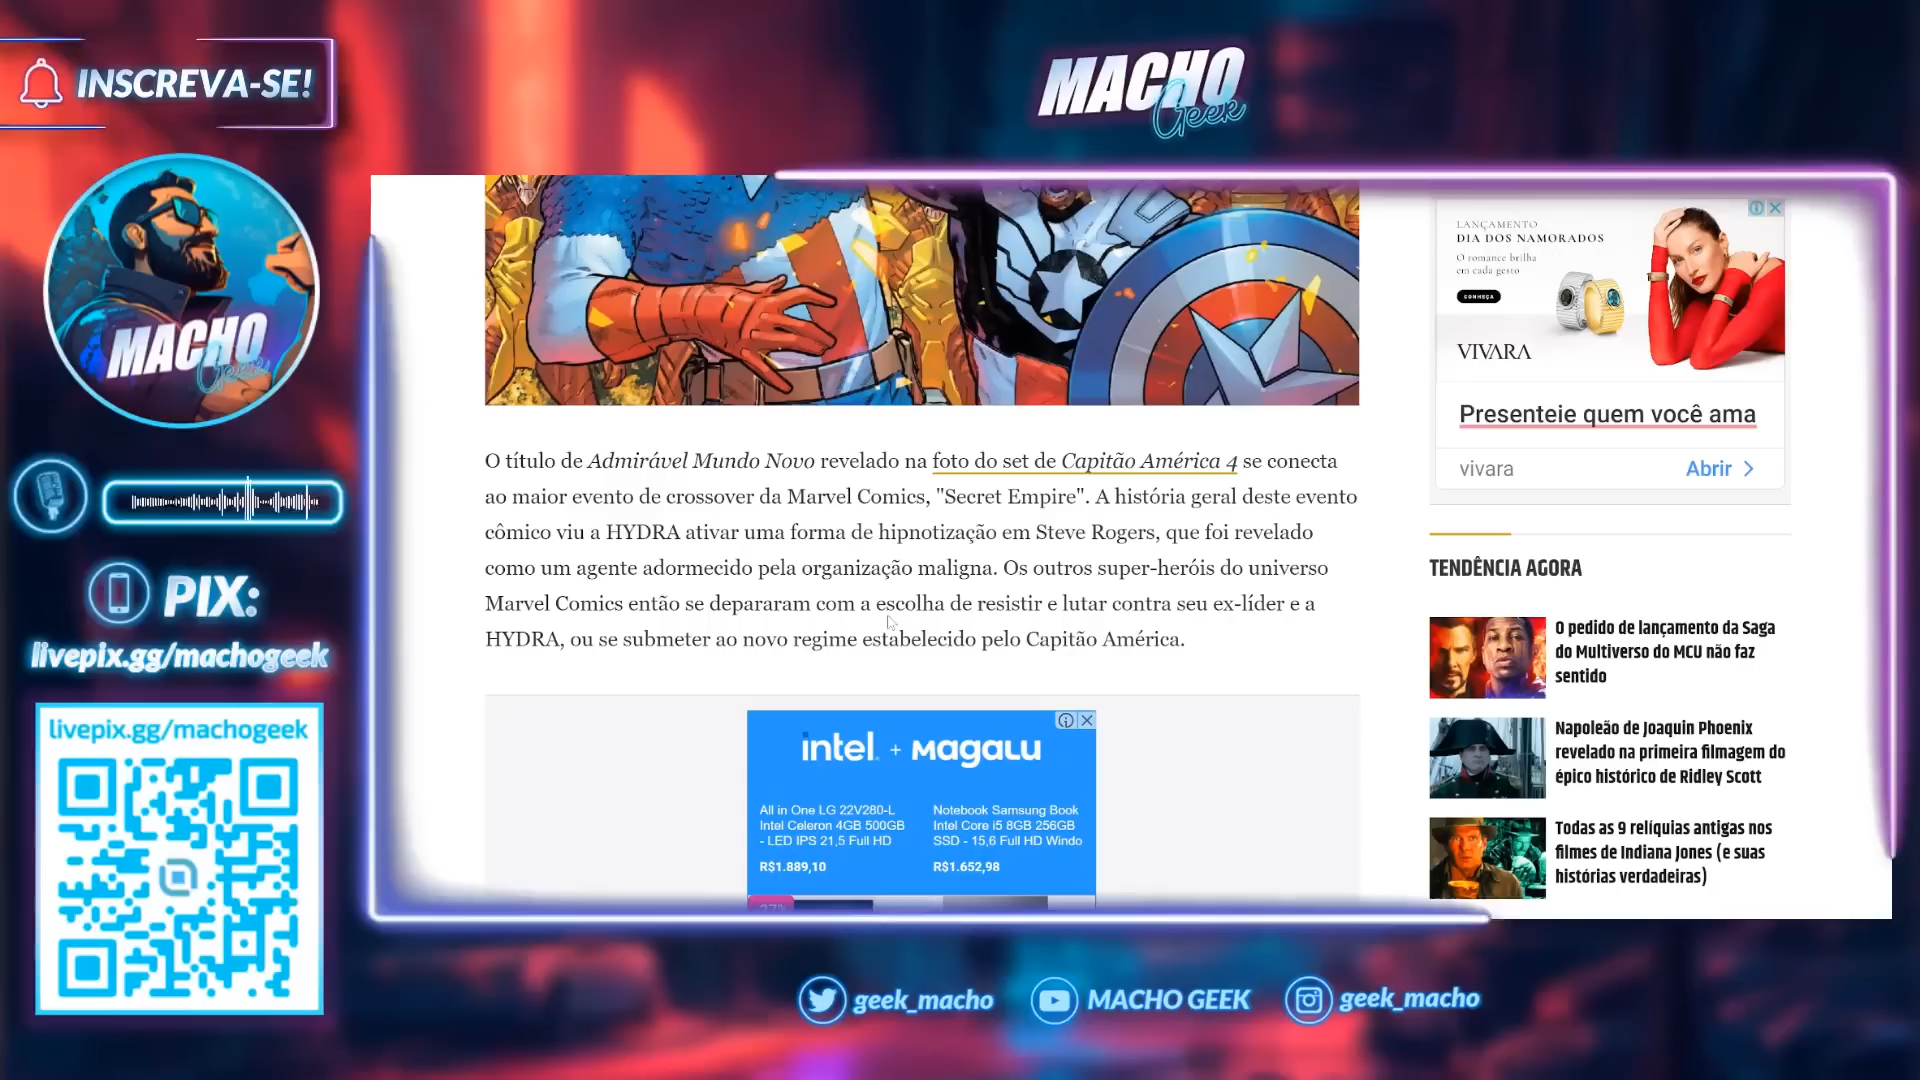 INSCREVA-SE!
MACHO
Geek
MACHO
Geek
PIX:
livepix.gg/machogeek
livepix.gg/machogeek
O título de Admirável Mundo Novo revelado na foto do set de Capitão América 4 se conecta
ao maior evento de crossover da Marvel Comics, "Secret Empire". A história geral deste evento
cômico viu a HYDRA ativar uma forma de hipnotização em Steve Rogers, que foi revelado
como um agente adormecido pela organização maligna. Os outros super-heróis do universo
Marvel Comics então se depararam com a escolha de resistir e lutar contra seu ex-líder e a
HYDRA, ou se submeter ao novo regime estabelecido pelo Capitão América.
intel + MAGALU
All in One LG 22V280-L
Intel Celeron 4GB 500GB
- LED IPS 21,5 Full HD
R$1.889,10
Notebook Samsung Book
Intel Core i5 8GB 256GB
SSD - 15,6 Full HD Windo
R$1.652,98
LANÇAMENTO
DIA DOS NAMORADOS
O romance brilha
em cada gesto
CONHEÇA
VIVARA
Presenteie quem você ama
vivara
Abrir
TENDÊNCIA AGORA
O pedido de lançamento da Saga
do Multiverso do MCU não faz
sentido
Napoleão de Joaquin Phoenix
revelado na primeira filmagem do
épico histórico de Ridley Scott
Todas as 9 relíquias antigas nos
filmes de Indiana Jones (e suas
histórias verdadeiras)
geek_macho
MACHO GEEK
geek_macho